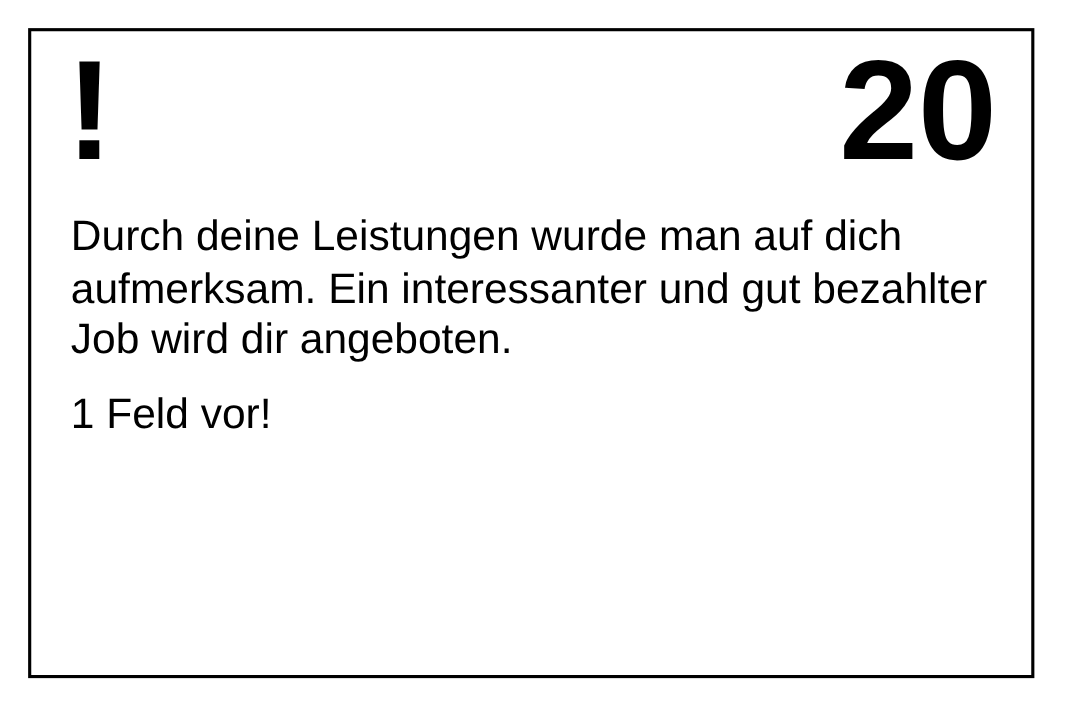 ! 20
Durch deine Leistungen wurde man auf dich
aufmerksam. Ein interessanter und gut bezahlter
Job wird dir angeboten.
1 Feld vor!